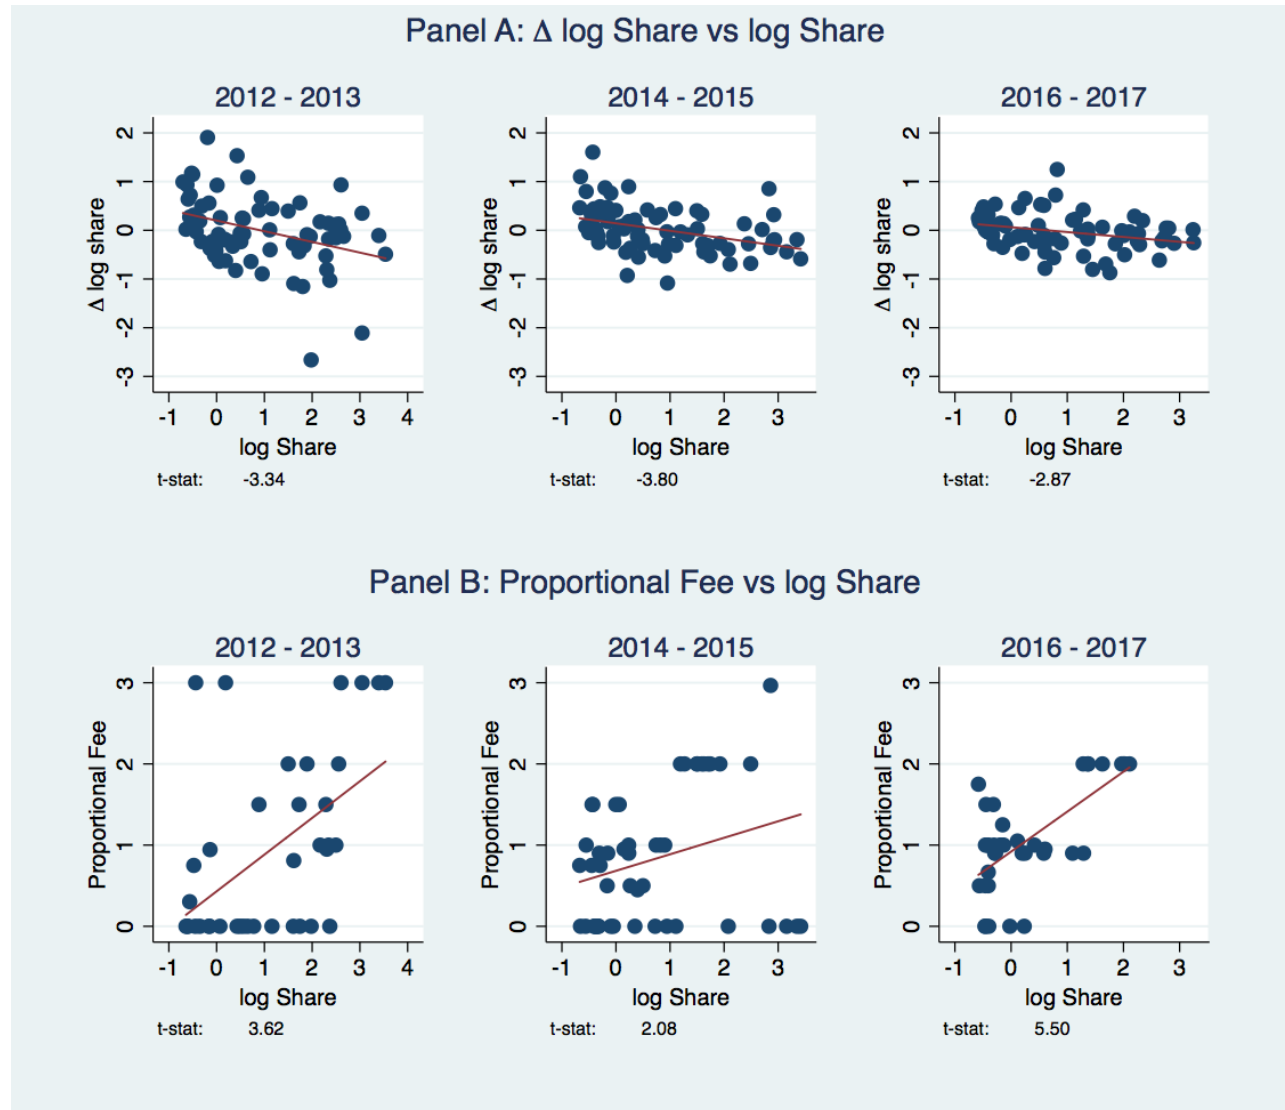 Panel A: Δ log Share vs log Share
2012 - 2013
2014 - 2015
2016 - 2017
Δ log share
2
1
0
-1
-2
-3
-1 0 1 2 3 4
log Share
t-stat: -3.34
Δ log share
2
1
0
-1
-2
-3
-1 0 1 2 3
log Share
t-stat: -3.80
Δ log share
2
1
0
-1
-2
-3
-1 0 1 2 3
log Share
t-stat: -2.87
Panel B: Proportional Fee vs log Share
2012 - 2013
2014 - 2015
2016 - 2017
Proportional Fee
3
2
1
0
-1 0 1 2 3 4
log Share
t-stat: 3.62
Proportional Fee
3
2
1
0
-1 0 1 2 3
log Share
t-stat: 2.08
Proportional Fee
3
2
1
0
-1 0 1 2 3
log Share
t-stat: 5.50